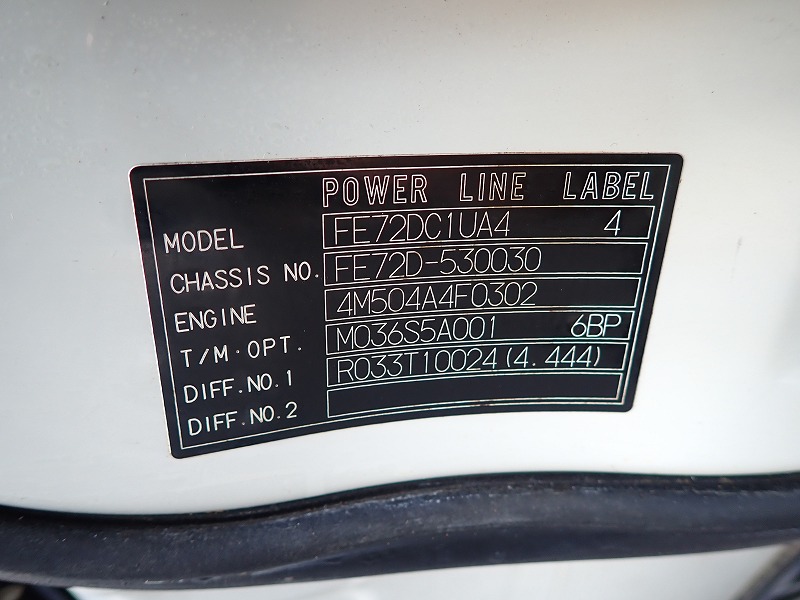 POWER LINE LABEL
MODEL FE72DC1UA4 4
CHASSIS NO. FE72D-530030
ENGINE 4M504A4F0302
T/M·OPT. M036S5A001 6BP
DIFF.NO.1 R033T10024(4.444)
DIFF.NO.2